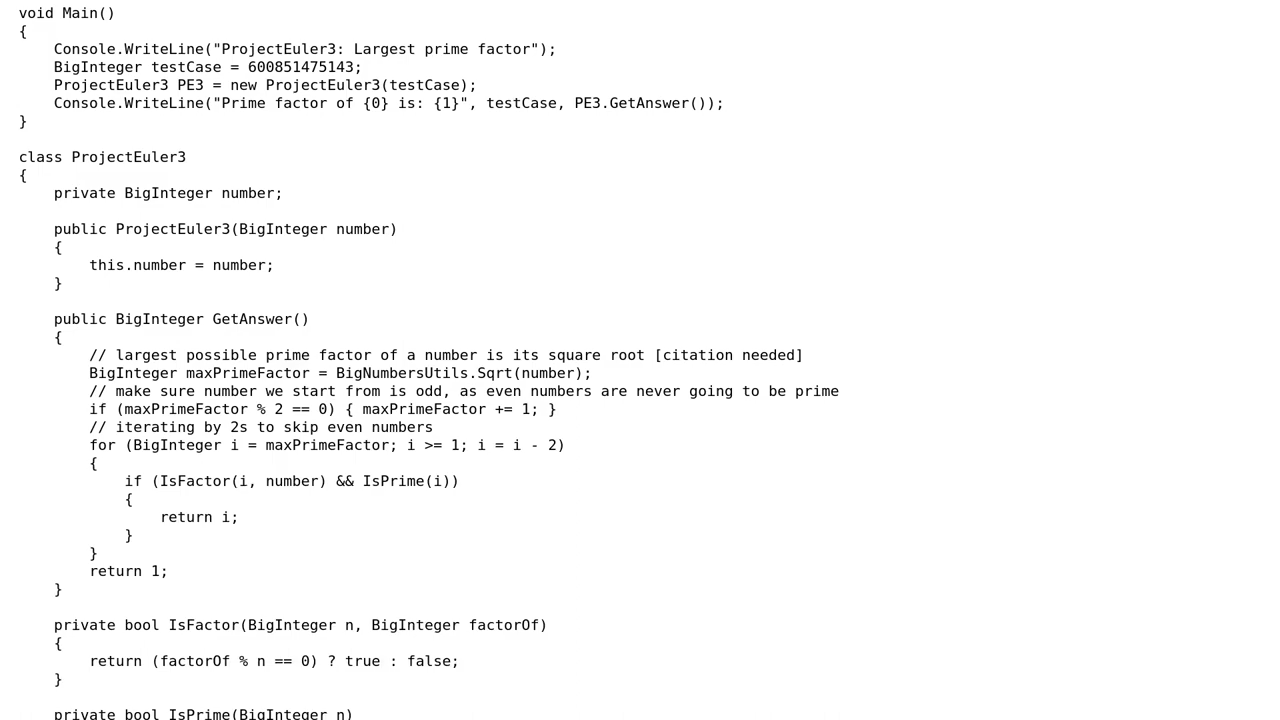 void Main()
{
    Console.WriteLine("ProjectEuler3: Largest prime factor");
    BigInteger testCase = 600851475143;
    ProjectEuler3 PE3 = new ProjectEuler3(testCase);
    Console.WriteLine("Prime factor of {0} is: {1}", testCase, PE3.GetAnswer());
}

class ProjectEuler3
{
    private BigInteger number;

    public ProjectEuler3(BigInteger number)
    {
        this.number = number;
    }

    public BigInteger GetAnswer()
    {
        // largest possible prime factor of a number is its square root [citation needed]
        BigInteger maxPrimeFactor = BigNumbersUtils.Sqrt(number);
        // make sure number we start from is odd, as even numbers are never going to be prime
        if (maxPrimeFactor % 2 == 0) { maxPrimeFactor += 1; }
        // iterating by 2s to skip even numbers
        for (BigInteger i = maxPrimeFactor; i >= 1; i = i - 2)
        {
            if (IsFactor(i, number) && IsPrime(i))
            {
                return i;
            }
        }
        return 1;
    }

    private bool IsFactor(BigInteger n, BigInteger factorOf)
    {
        return (factorOf % n == 0) ? true : false;
    }

    private bool IsPrime(BigInteger n)